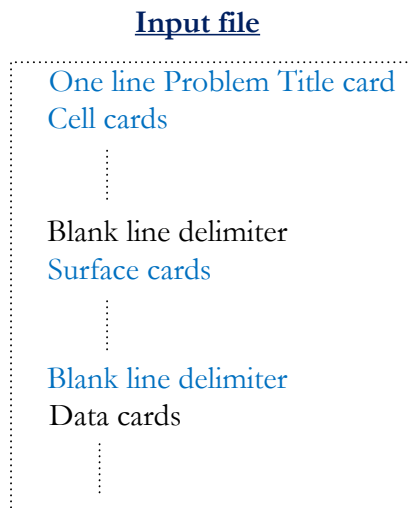 Input file
One line Problem Title card
Cell cards
Blank line delimiter
Surface cards
Blank line delimiter
Data cards